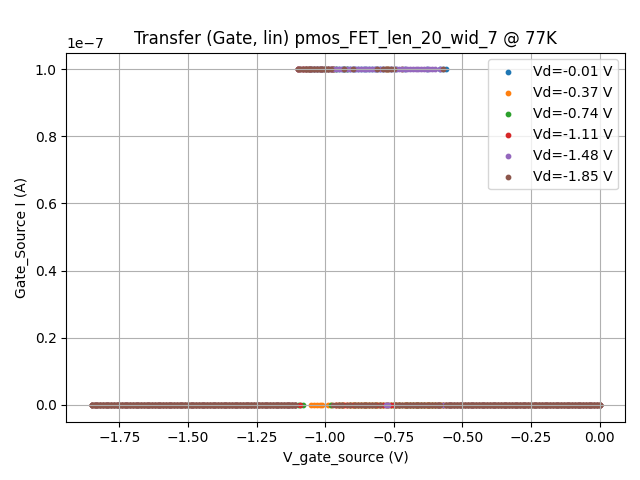 Transfer (Gate, lin) pmos_FET_len_20_wid_7 @ 77K
1e−7
1.0
0.8
0.6
0.4
0.2
0.0
Gate_Source I (A)
Vd=-0.01 V
Vd=-0.37 V
Vd=-0.74 V
Vd=-1.11 V
Vd=-1.48 V
Vd=-1.85 V
−1.75 −1.50 −1.25 −1.00 −0.75 −0.50 −0.25 0.00
V_gate_source (V)